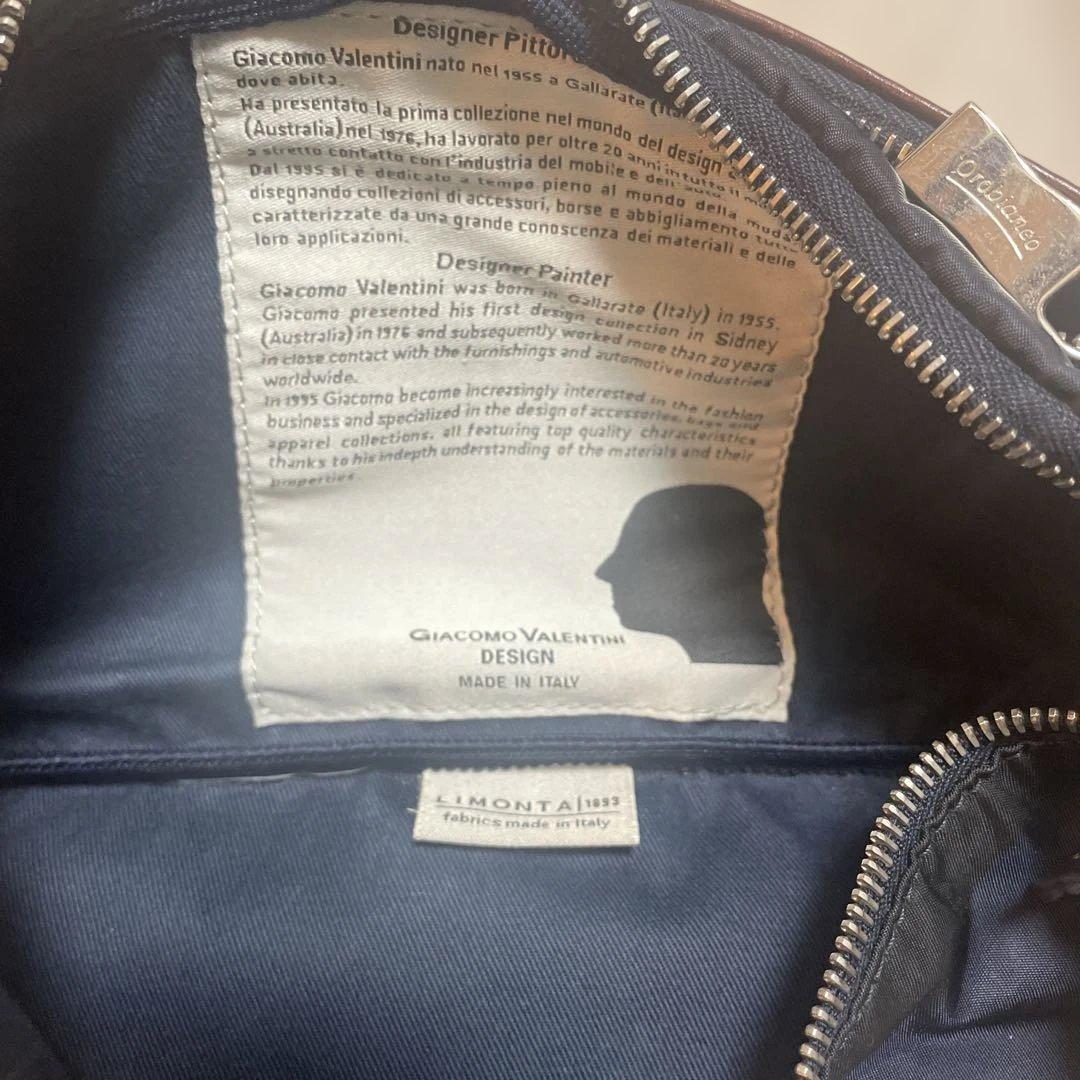 Designer Pittore
Giacomo Valentini nato nel 1955 a Gallarate
dove abita.
Ha presentato la prima collezione nel mondo del design
(Australia) nel 1976, ha lavorato per oltre 20 anni in tutto il
a stretto contatto con l'industria del mobile e dell'auto.
Dal 1995 si è dedicato a tempo pieno al mondo della moda
disegnando collezioni di accessori, borse e abbigliamento tutte
caratterizzate da una grande conoscenza dei materiali e delle
loro applicazioni.
Designer Painter
Giacomo Valentini was born in Gallarate (Italy) in 1955.
Giacomo presented his first design collection in Sidney
(Australia) in 1976 and subsequently worked more than 20 years
in close contact with the furnishings and automotive industries
worldwide.
In 1995 Giacomo become increasingly interested in the fashion
business and specialized in the design of accessories, bags and
apparel collections, all featuring top quality characteristics
thanks to his indepth understanding of the materials and their
properties.
GIACOMO VALENTINI
DESIGN
MADE IN ITALY
LIMONTA | 1893
fabrics made in Italy
Orobianco